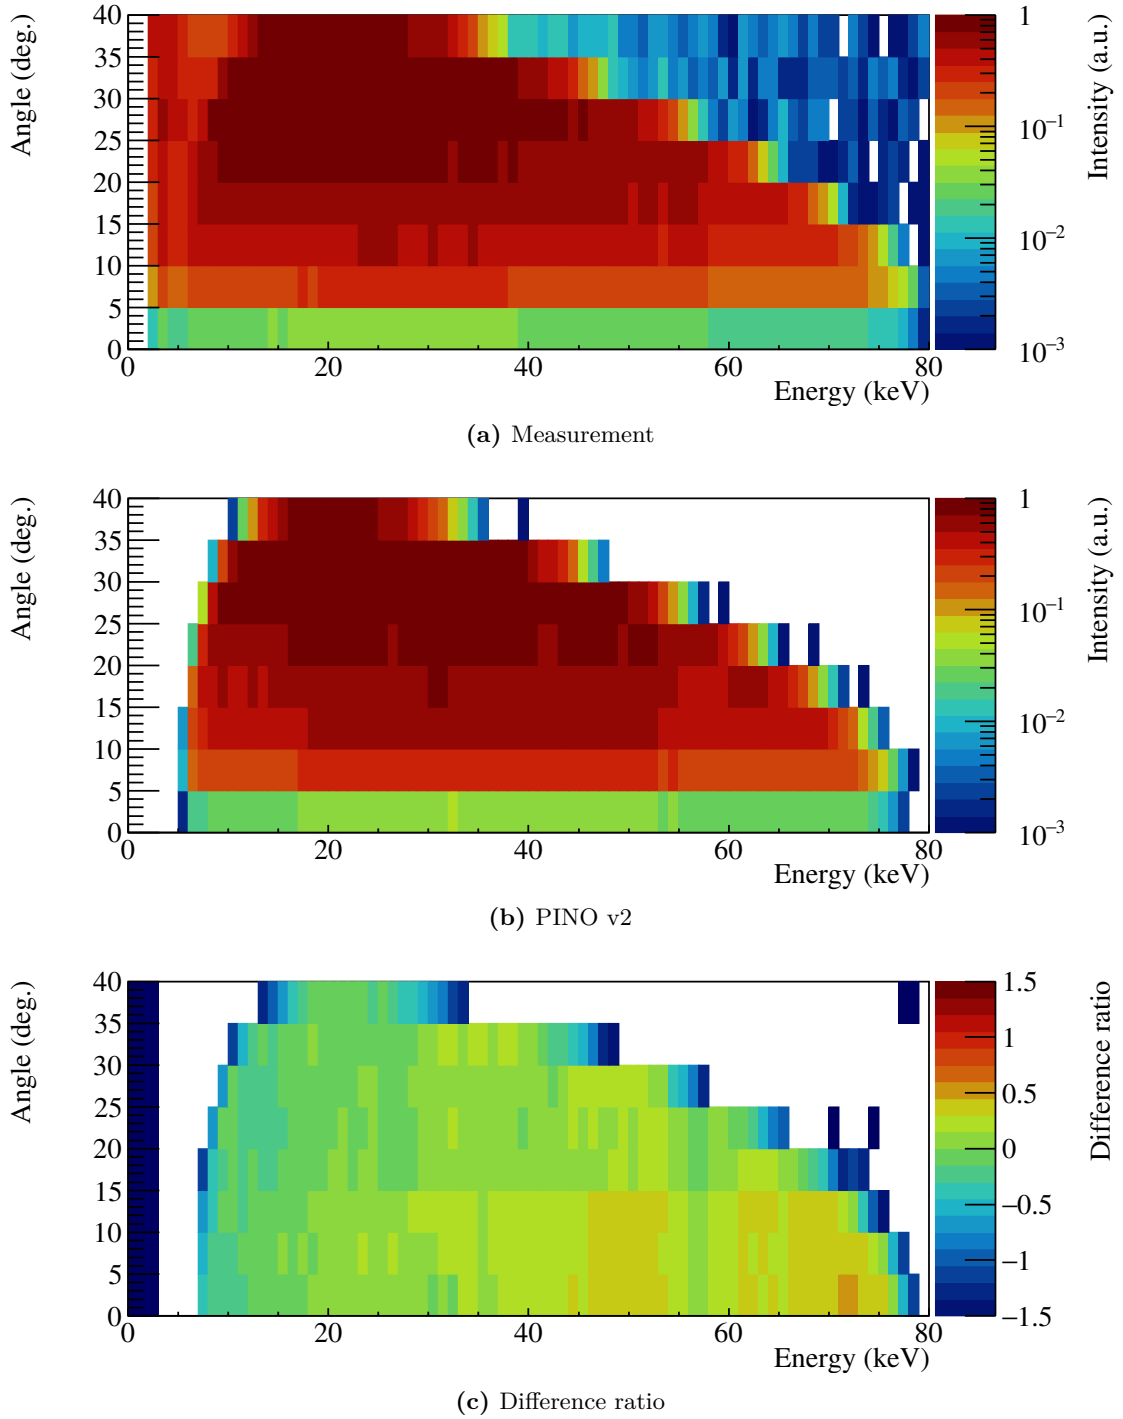 Angle (deg.)
40
35
30
25
20
15
10
5
0
0 20 40 60 80
Energy (keV)
1
10⁻¹
10⁻²
10⁻³
Intensity (a.u.)
(a) Measurement
Angle (deg.)
40
35
30
25
20
15
10
5
0
0 20 40 60 80
Energy (keV)
1
10⁻¹
10⁻²
10⁻³
Intensity (a.u.)
(b) PINO v2
Angle (deg.)
40
35
30
25
20
15
10
5
0
0 20 40 60 80
Energy (keV)
1.5
1
0.5
0
−0.5
−1
−1.5
Difference ratio
(c) Difference ratio